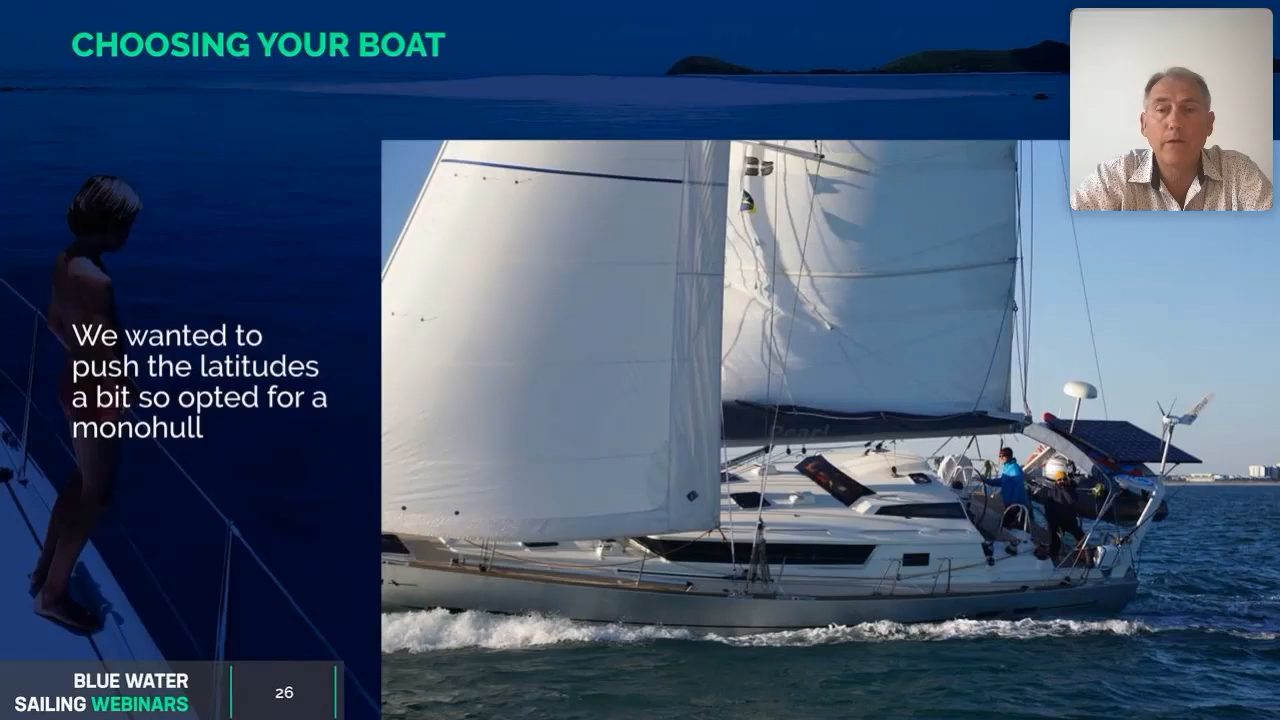 CHOOSING YOUR BOAT
We wanted to
push the latitudes
a bit so opted for a
monohull
Pearl
BLUE WATER
SAILING WEBINARS
26